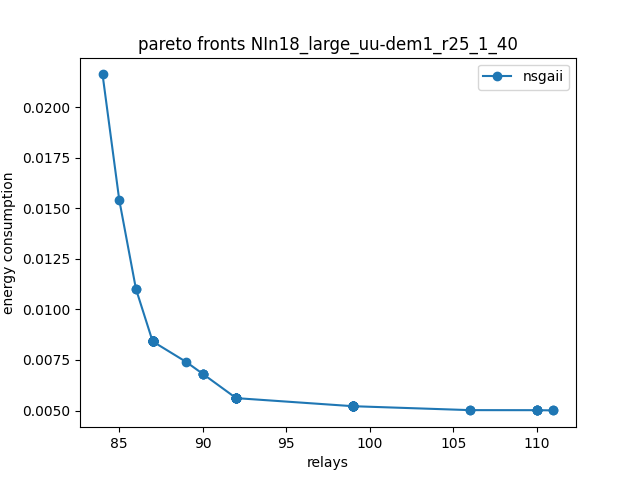 pareto fronts NIn18_large_uu-dem1_r25_1_40
nsgaii
energy consumption
0.0200
0.0175
0.0150
0.0125
0.0100
0.0075
0.0050
85 90 95 100 105 110
relays